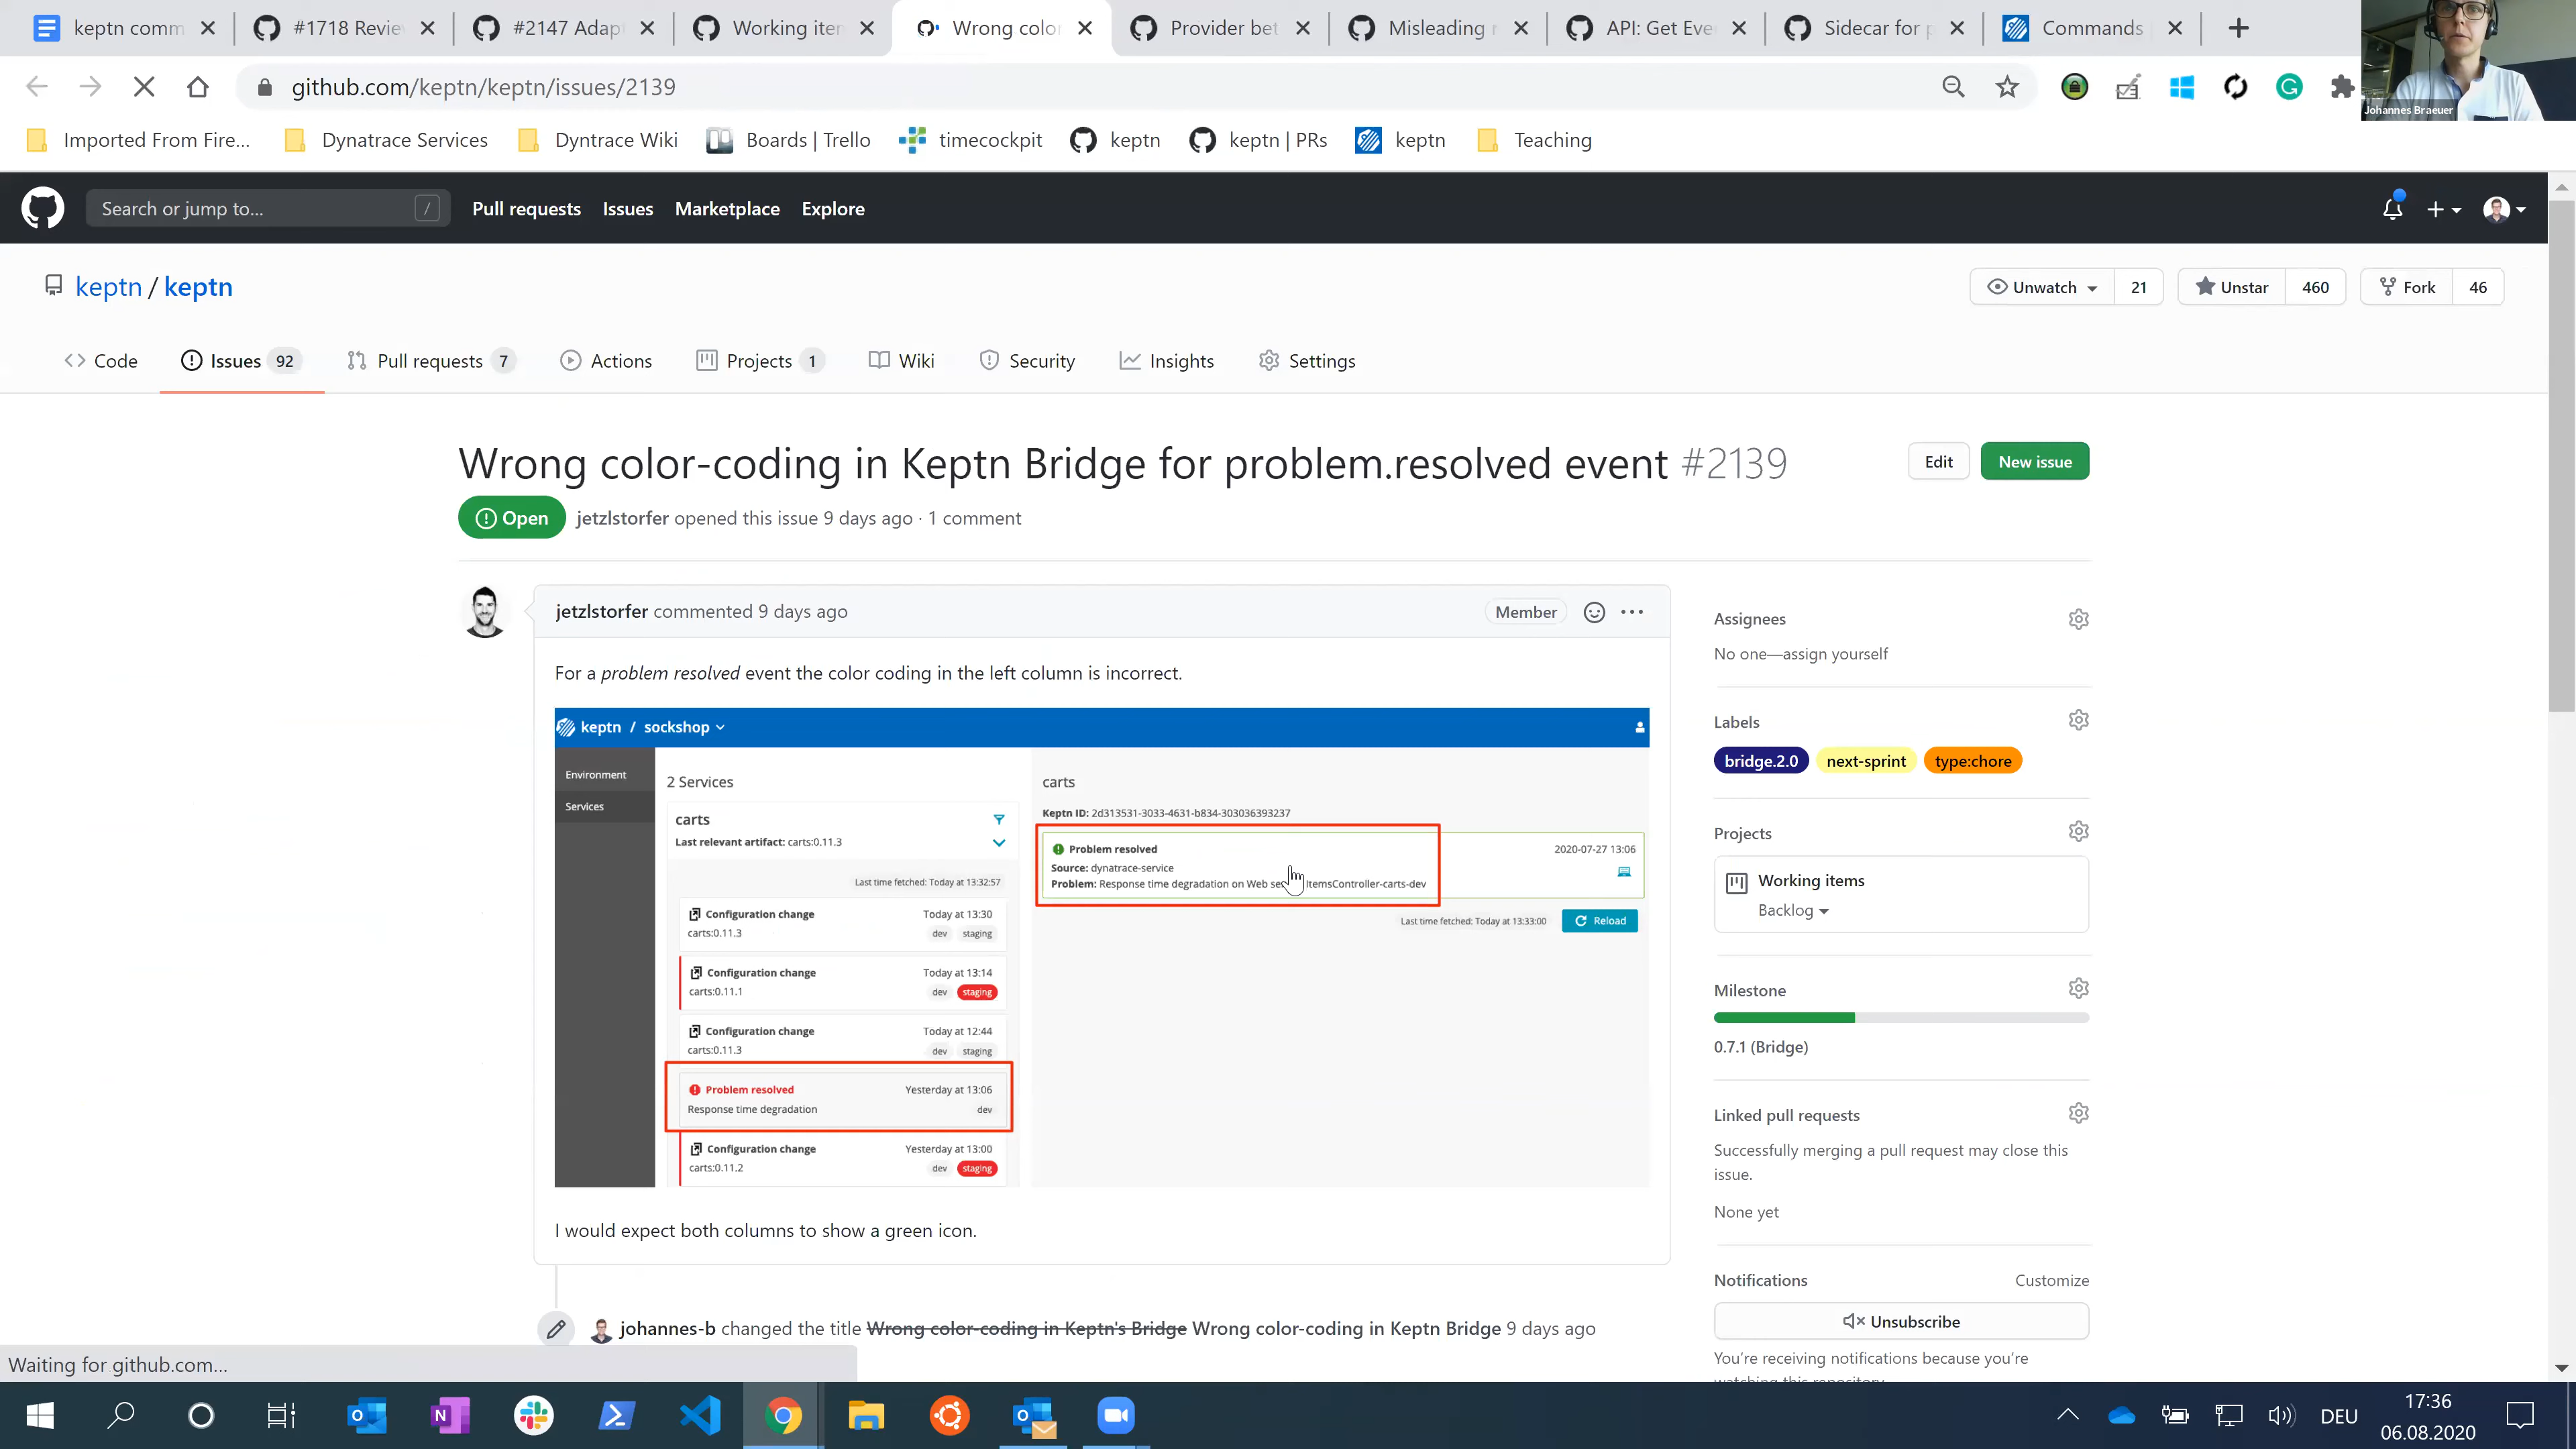 keptn comm
#1718 Revie
#2147 Adapt
Working iter
Wrong color
Provider bet
Misleading r
API: Get Eve
Sidecar for p
Commands
github.com/keptn/keptn/issues/2139
Johannes Braeuer
Imported From Fire...
Dynatrace Services
Dyntrace Wiki
Boards | Trello
timecockpit
keptn
keptn | PRs
keptn
Teaching
Search or jump to...
/
Pull requests
Issues
Marketplace
Explore
keptn / keptn
Unwatch 21
Unstar 460
Fork 46
Code
Issues 92
Pull requests 7
Actions
Projects 1
Wiki
Security
Insights
Settings
Wrong color-coding in Keptn Bridge for problem.resolved event #2139
Edit
New issue
Open
jetzlstorfer opened this issue 9 days ago · 1 comment
jetzlstorfer commented 9 days ago
Member
For a problem resolved event the color coding in the left column is incorrect.
keptn / sockshop
Environment
Services
2 Services
carts
Last relevant artifact: carts:0.11.3
Last time fetched: Today at 13:32:57
Configuration change Today at 13:30
carts:0.11.3 dev staging
Configuration change Today at 13:14
carts:0.11.1 dev staging
Configuration change Today at 12:44
carts:0.11.3 dev staging
Problem resolved Yesterday at 13:06
Response time degradation dev
Configuration change Yesterday at 13:00
carts:0.11.2 dev staging
carts
Keptn ID: 2d313531-3033-4631-b834-303036393237
Problem resolved 2020-07-27 13:06
Source: dynatrace-service
Problem: Response time degradation on Web se ItemsController-carts-dev
Last time fetched: Today at 13:33:00
Reload
I would expect both columns to show a green icon.
johannes-b changed the title Wrong color-coding in Keptn's Bridge Wrong color-coding in Keptn Bridge 9 days ago
Assignees
No one—assign yourself
Labels
bridge.2.0 next-sprint type:chore
Projects
Working items
Backlog
Milestone
0.7.1 (Bridge)
Linked pull requests
Successfully merging a pull request may close this
issue.
None yet
Notifications Customize
Unsubscribe
You're receiving notifications because you're
watching this repository.
Waiting for github.com...
DEU
17:36
06.08.2020